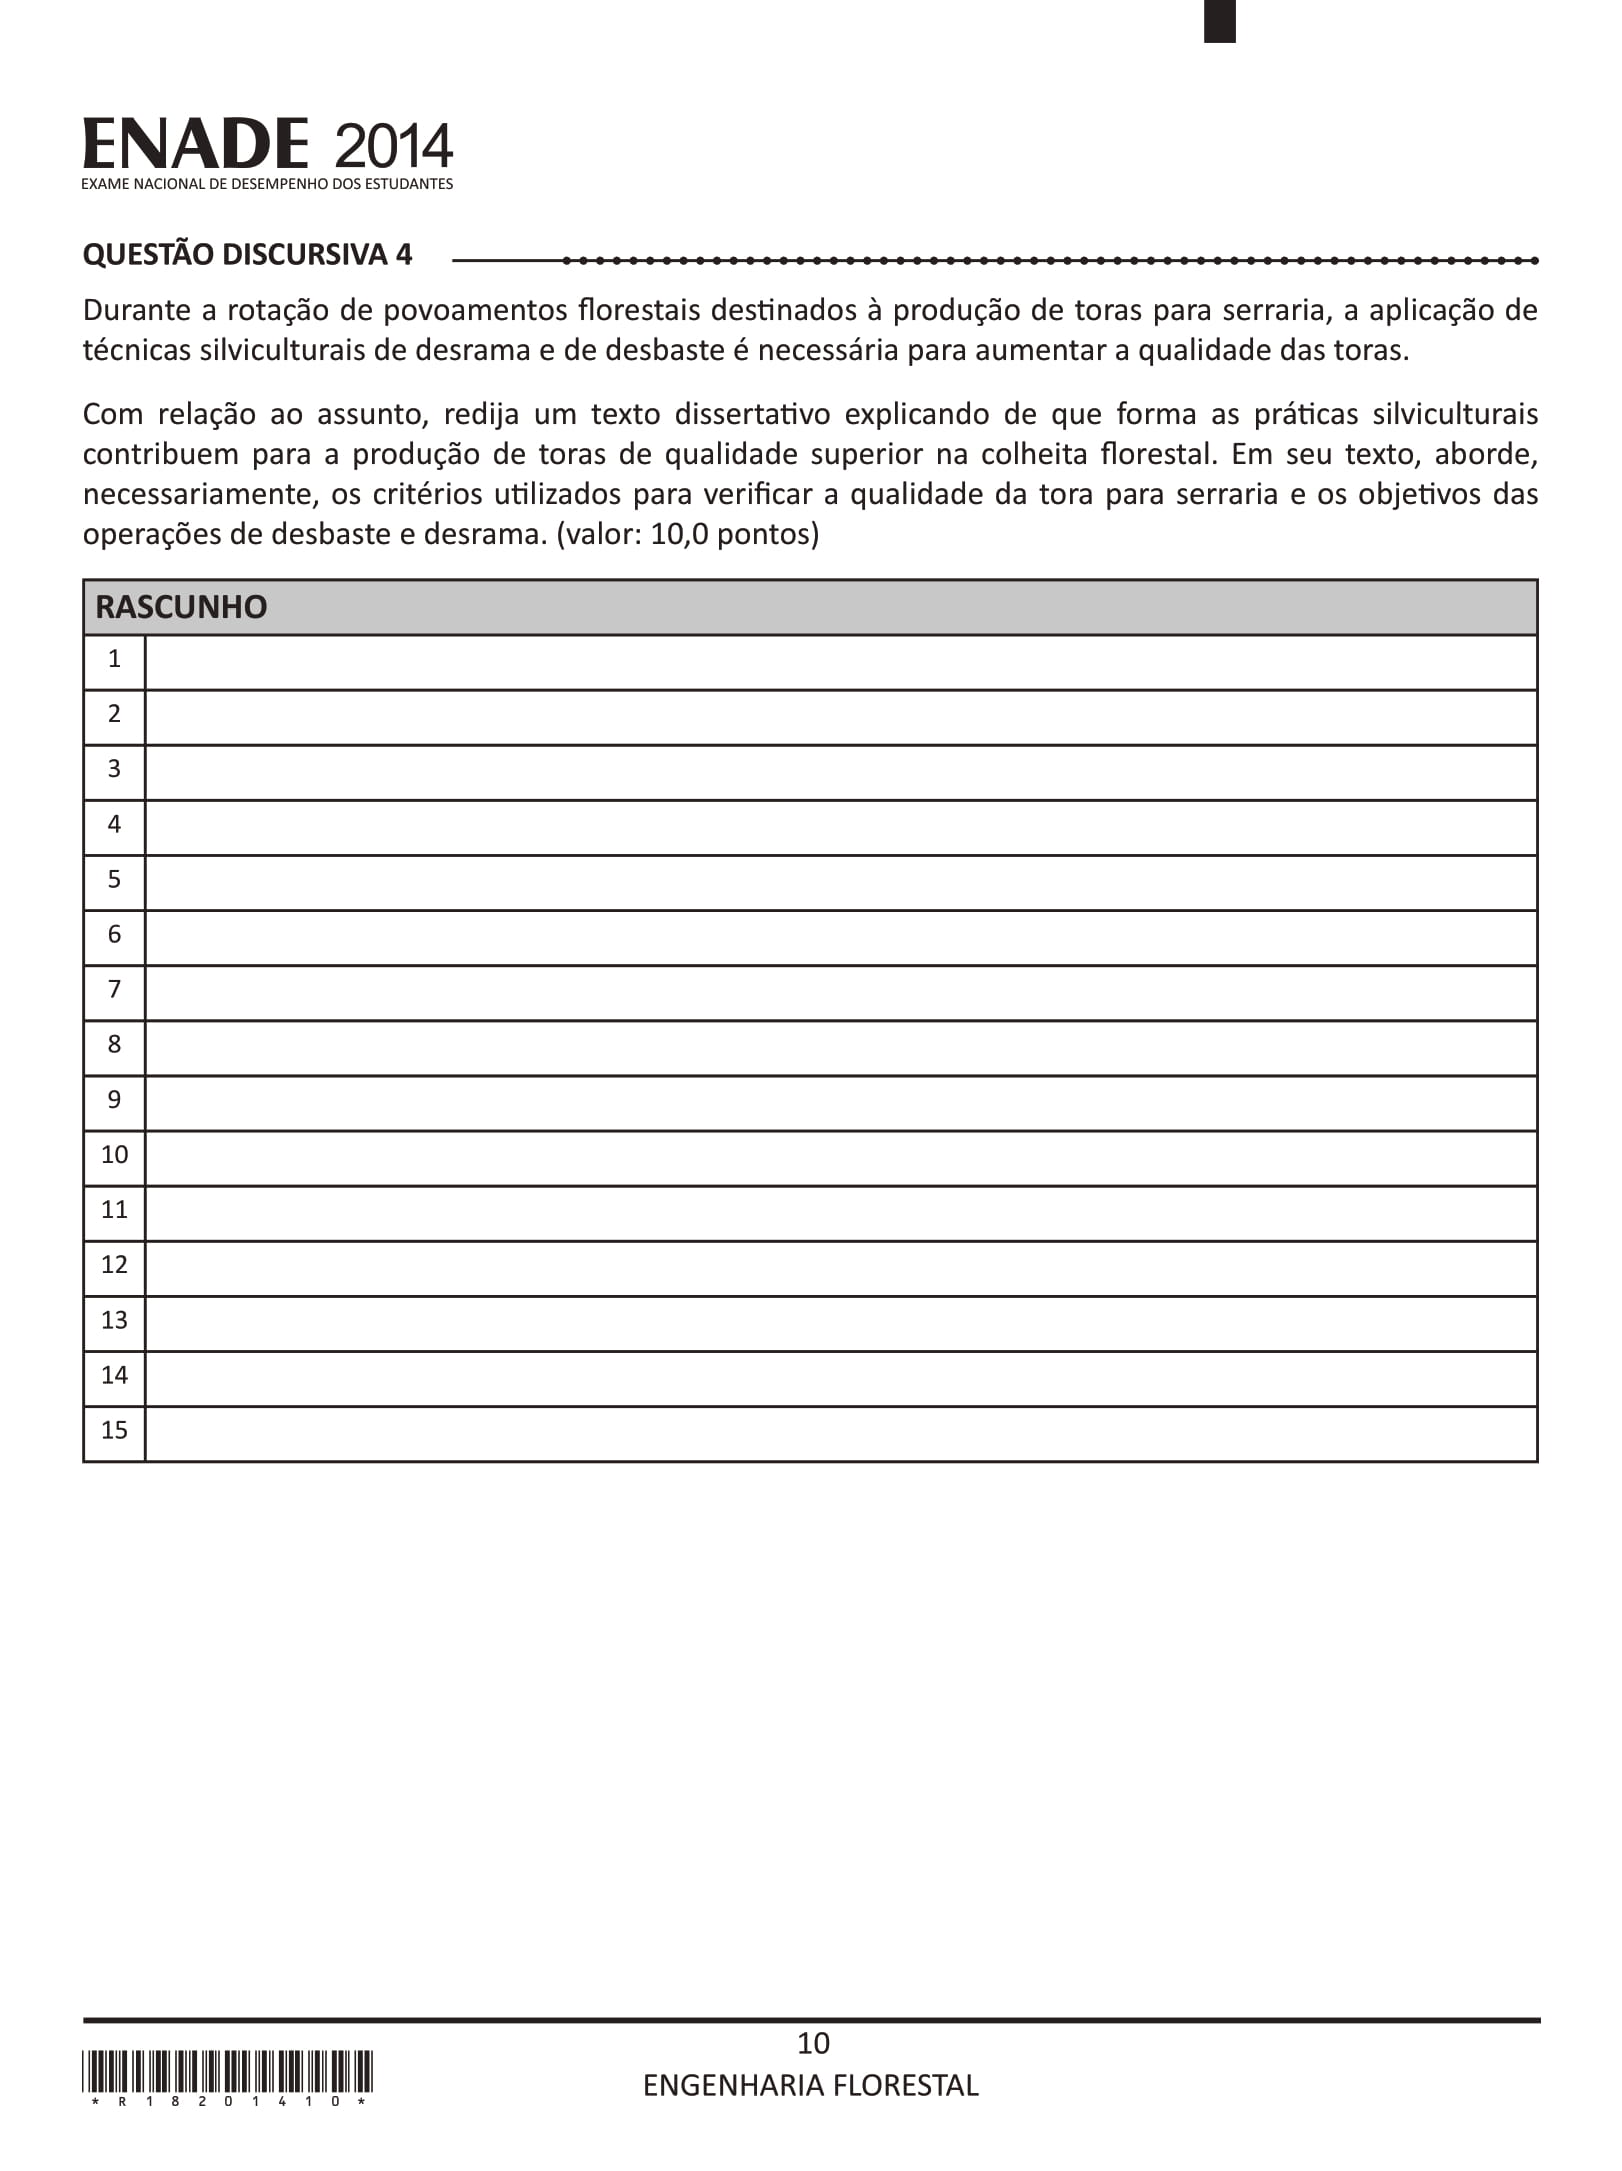 ENADE 2014
EXAME NACIONAL DE DESEMPENHO DOS ESTUDANTES
QUESTÃO DISCURSIVA 4
Durante a rotação de povoamentos florestais destinados à produção de toras para serraria, a aplicação de
técnicas silviculturais de desrama e de desbaste é necessária para aumentar a qualidade das toras.
Com relação ao assunto, redija um texto dissertativo explicando de que forma as práticas silviculturais
contribuem para a produção de toras de qualidade superior na colheita florestal. Em seu texto, aborde,
necessariamente, os critérios utilizados para verificar a qualidade da tora para serraria e os objetivos das
operações de desbaste e desrama. (valor: 10,0 pontos)
RASCUNHO
1
2
3
4
5
6
7
8
9
10
11
12
13
14
15
10
ENGENHARIA FLORESTAL
*R18201410*